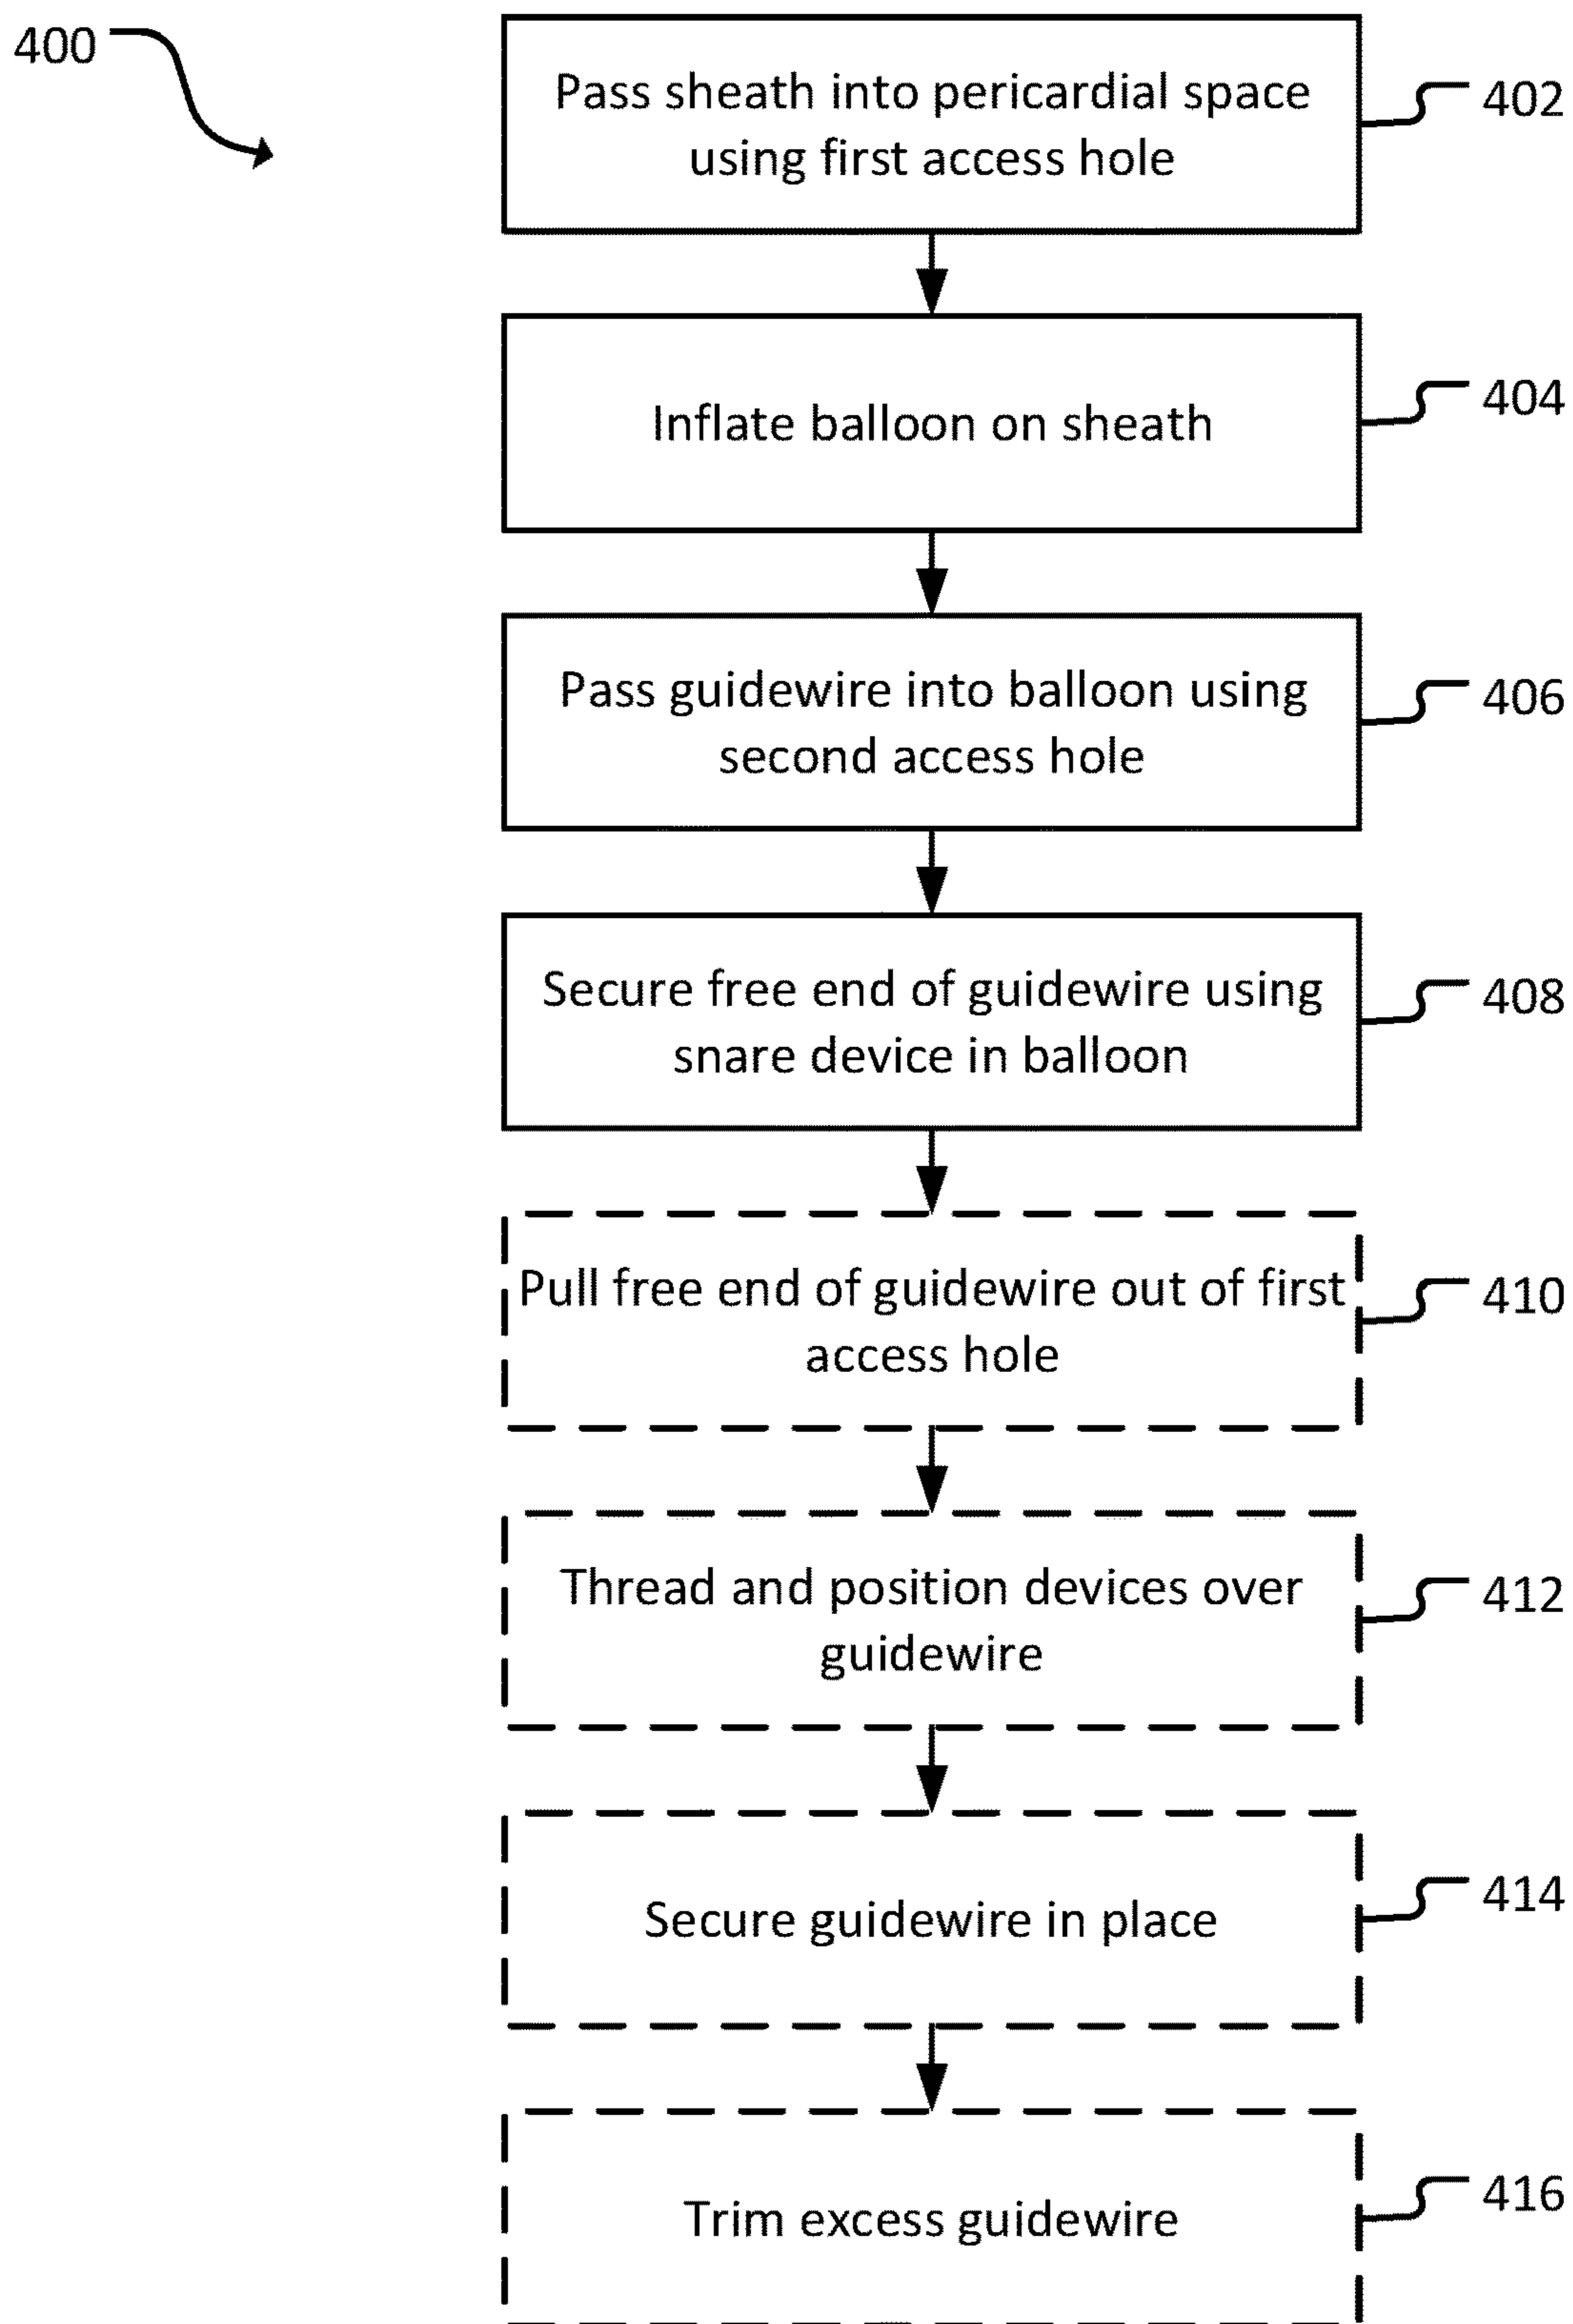 400
Pass sheath into pericardial space
using first access hole
402
Inflate balloon on sheath
404
Pass guidewire into balloon using
second access hole
406
Secure free end of guidewire using
snare device in balloon
408
Pull free end of guidewire out of first
access hole
410
Thread and position devices over
guidewire
412
Secure guidewire in place
414
Trim excess guidewire
416